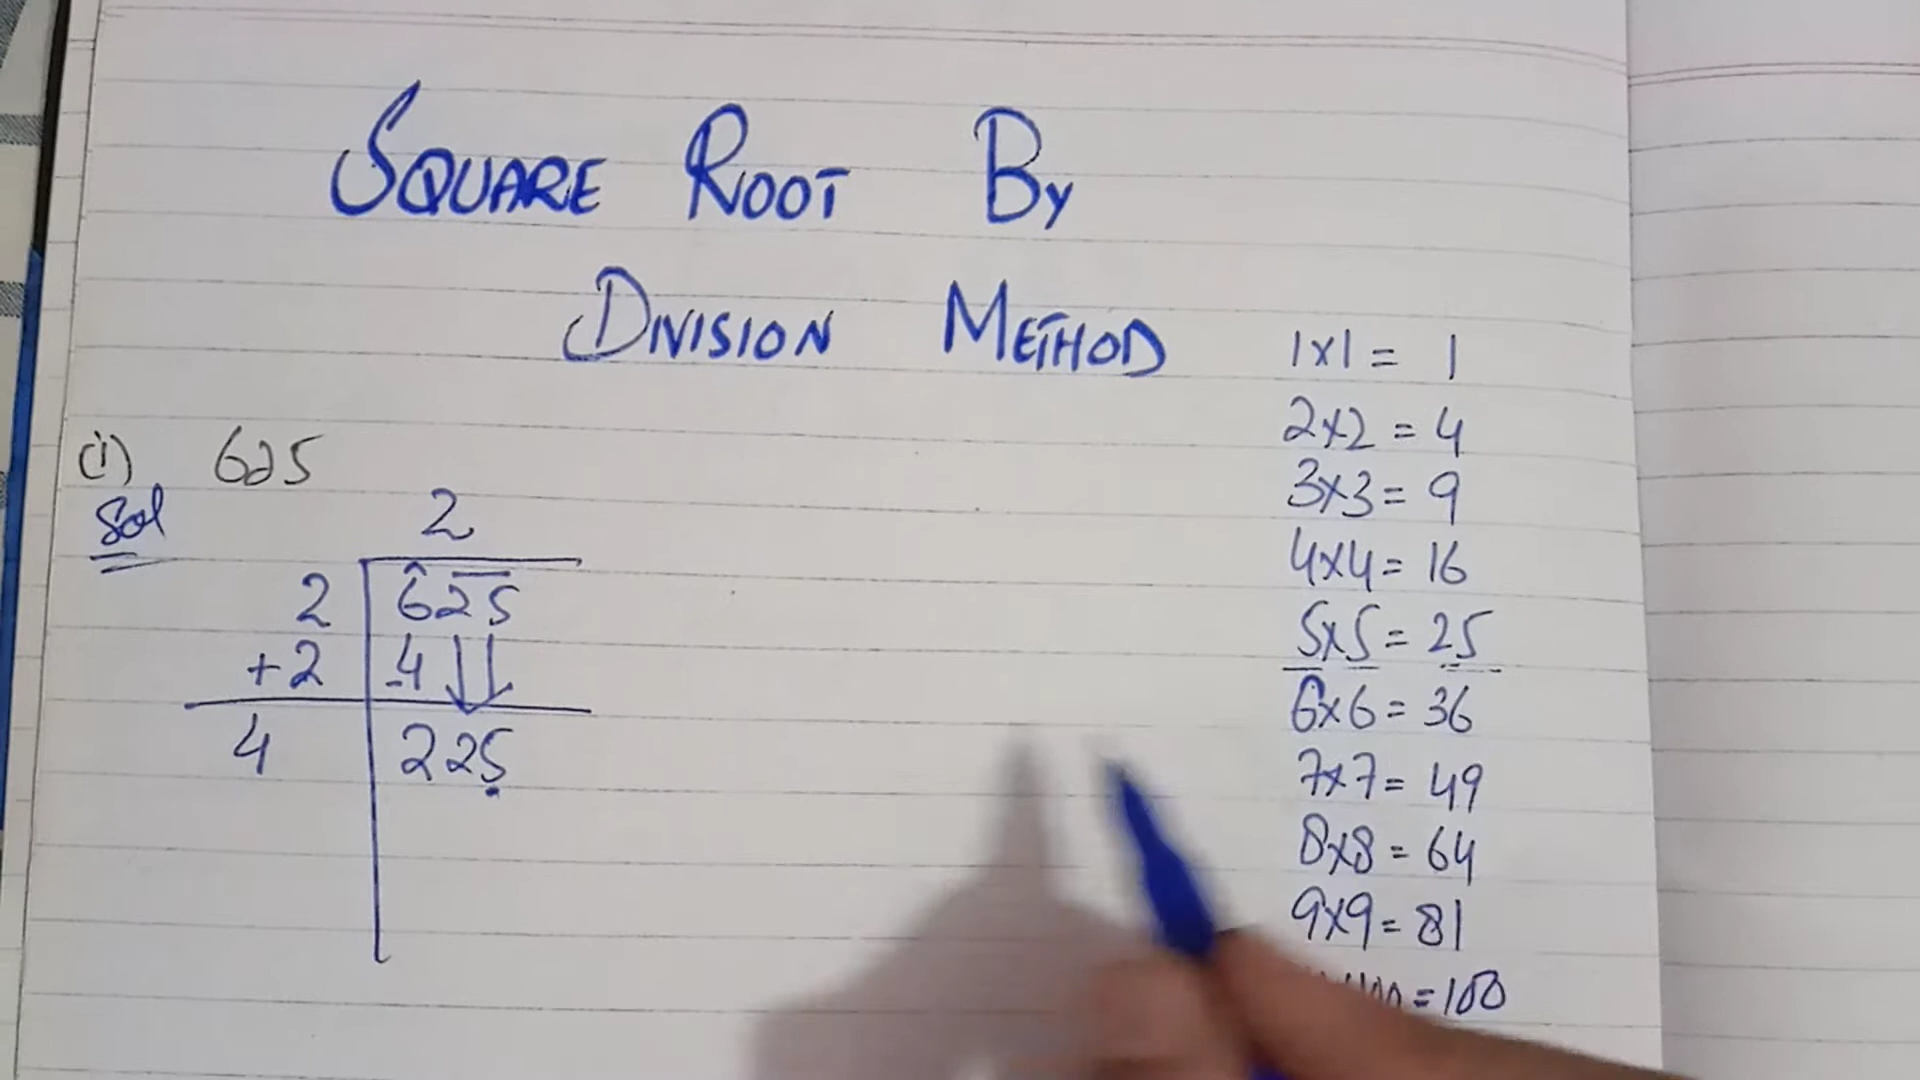 SQUARE ROOT BY
DIVISION METHOD
(i) 625
Sol
2
2 625
+2 -4
4 225
1x1 = 1
2x2 = 4
3x3 = 9
4x4 = 16
5x5 = 25
6x6 = 36
7x7 = 49
8x8 = 64
9x9 = 81
=100